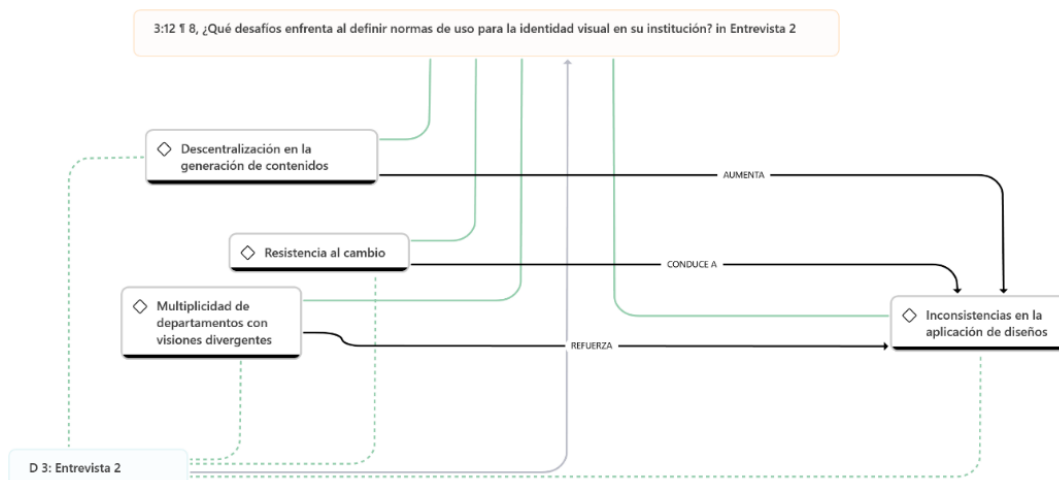 3:12 ¶ 8, ¿Qué desafíos enfrenta al definir normas de uso para la identidad visual en su institución? in Entrevista 2
Descentralización en la
generación de contenidos
AUMENTA
Resistencia al cambio
CONDUCE A
Multiplicidad de
departamentos con
visiones divergentes
REFUERZA
Inconsistencias en la
aplicación de diseños
D 3: Entrevista 2